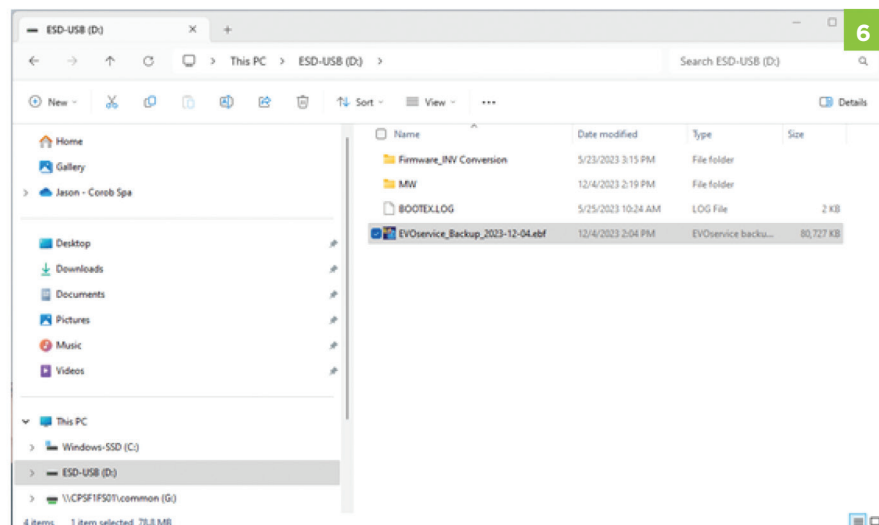 ESD-USB (D:)
6
This PC > ESD-USB (D:) >
Search ESD-USB (D:)
New
Sort
View
Details
Home
Gallery
Jason - Corob Spa
Desktop
Downloads
Documents
Pictures
Music
Videos
This PC
Windows-SSD (C:)
ESD-USB (D:)
\\CPSF1FS01\common (G:)
Name Date modified Type Size
Firmware_INV Conversion 5/23/2023 3:15 PM File folder
MW 12/4/2023 2:19 PM File folder
BOOTEX.LOG 5/25/2023 10:24 AM LOG File 2 KB
EVOservice_Backup_2023-12-04.ebf 12/4/2023 2:04 PM EVOservice backu... 80,727 KB
4 items 1 item selected 78.8 MB